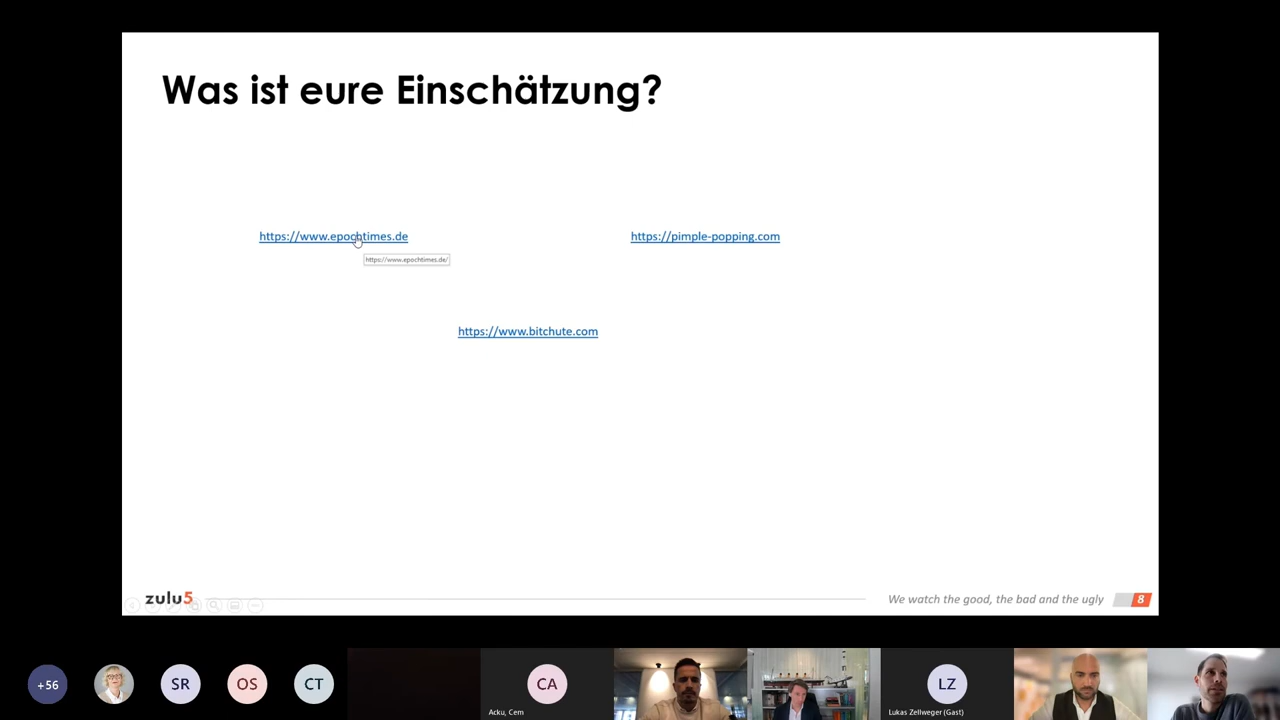 Was ist eure Einschätzung?
https://www.epochtimes.de
https://pimple-popping.com
https://www.epochtimes.de/
https://www.bitchute.com
zulu5
We watch the good, the bad and the ugly
8
+56
SR
OS
CT
CA
LZ
Acku, Cem
Lukas Zellweger (Gast)